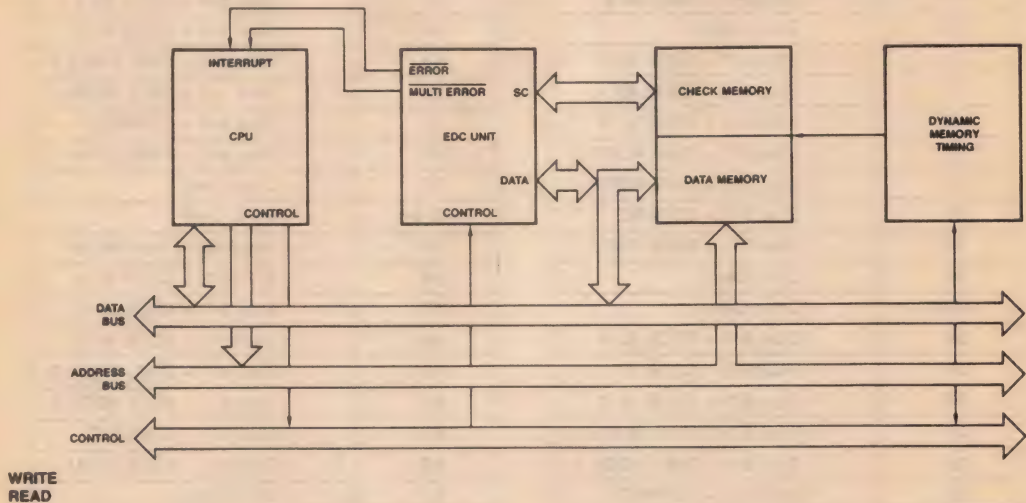 INTERRUPT
CPU
CONTROL
ERROR
MULTI ERROR
SC
EDC UNIT
DATA
CONTROL
CHECK MEMORY
DATA MEMORY
DYNAMIC
MEMORY
TIMING
DATA
BUS
ADDRESS
BUS
CONTROL
WRITE
READ